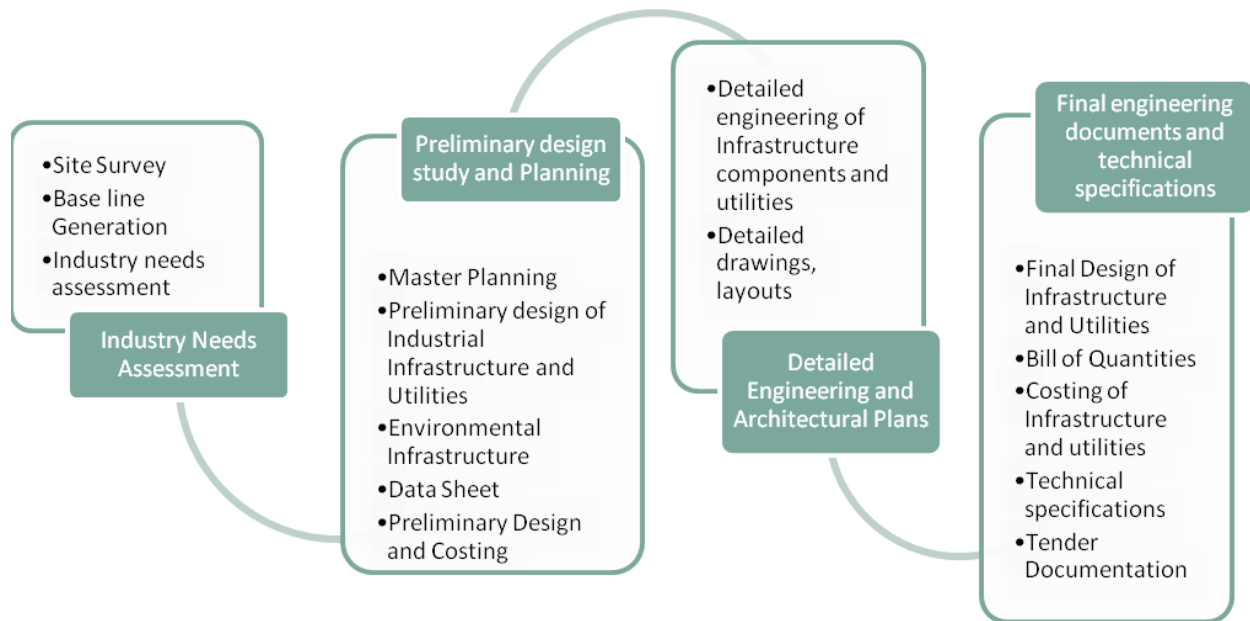 •Site Survey
•Base line
Generation
•Industry needs
assessment
Industry Needs
Assessment
Preliminary design
study and Planning
•Master Planning
•Preliminary design of
Industrial
Infrastructure and
Utilities
•Environmental
Infrastructure
•Data Sheet
•Preliminary Design
and Costing
•Detailed
engineering of
Infrastructure
components and
utilities
•Detailed
drawings,
layouts
Detailed
Engineering and
Architectural Plans
Final engineering
documents and
technical
specifications
•Final Design of
Infrastructure
and Utilities
•Bill of Quantities
•Costing of
Infrastructure
and utilities
•Technical
specifications
•Tender
Documentation